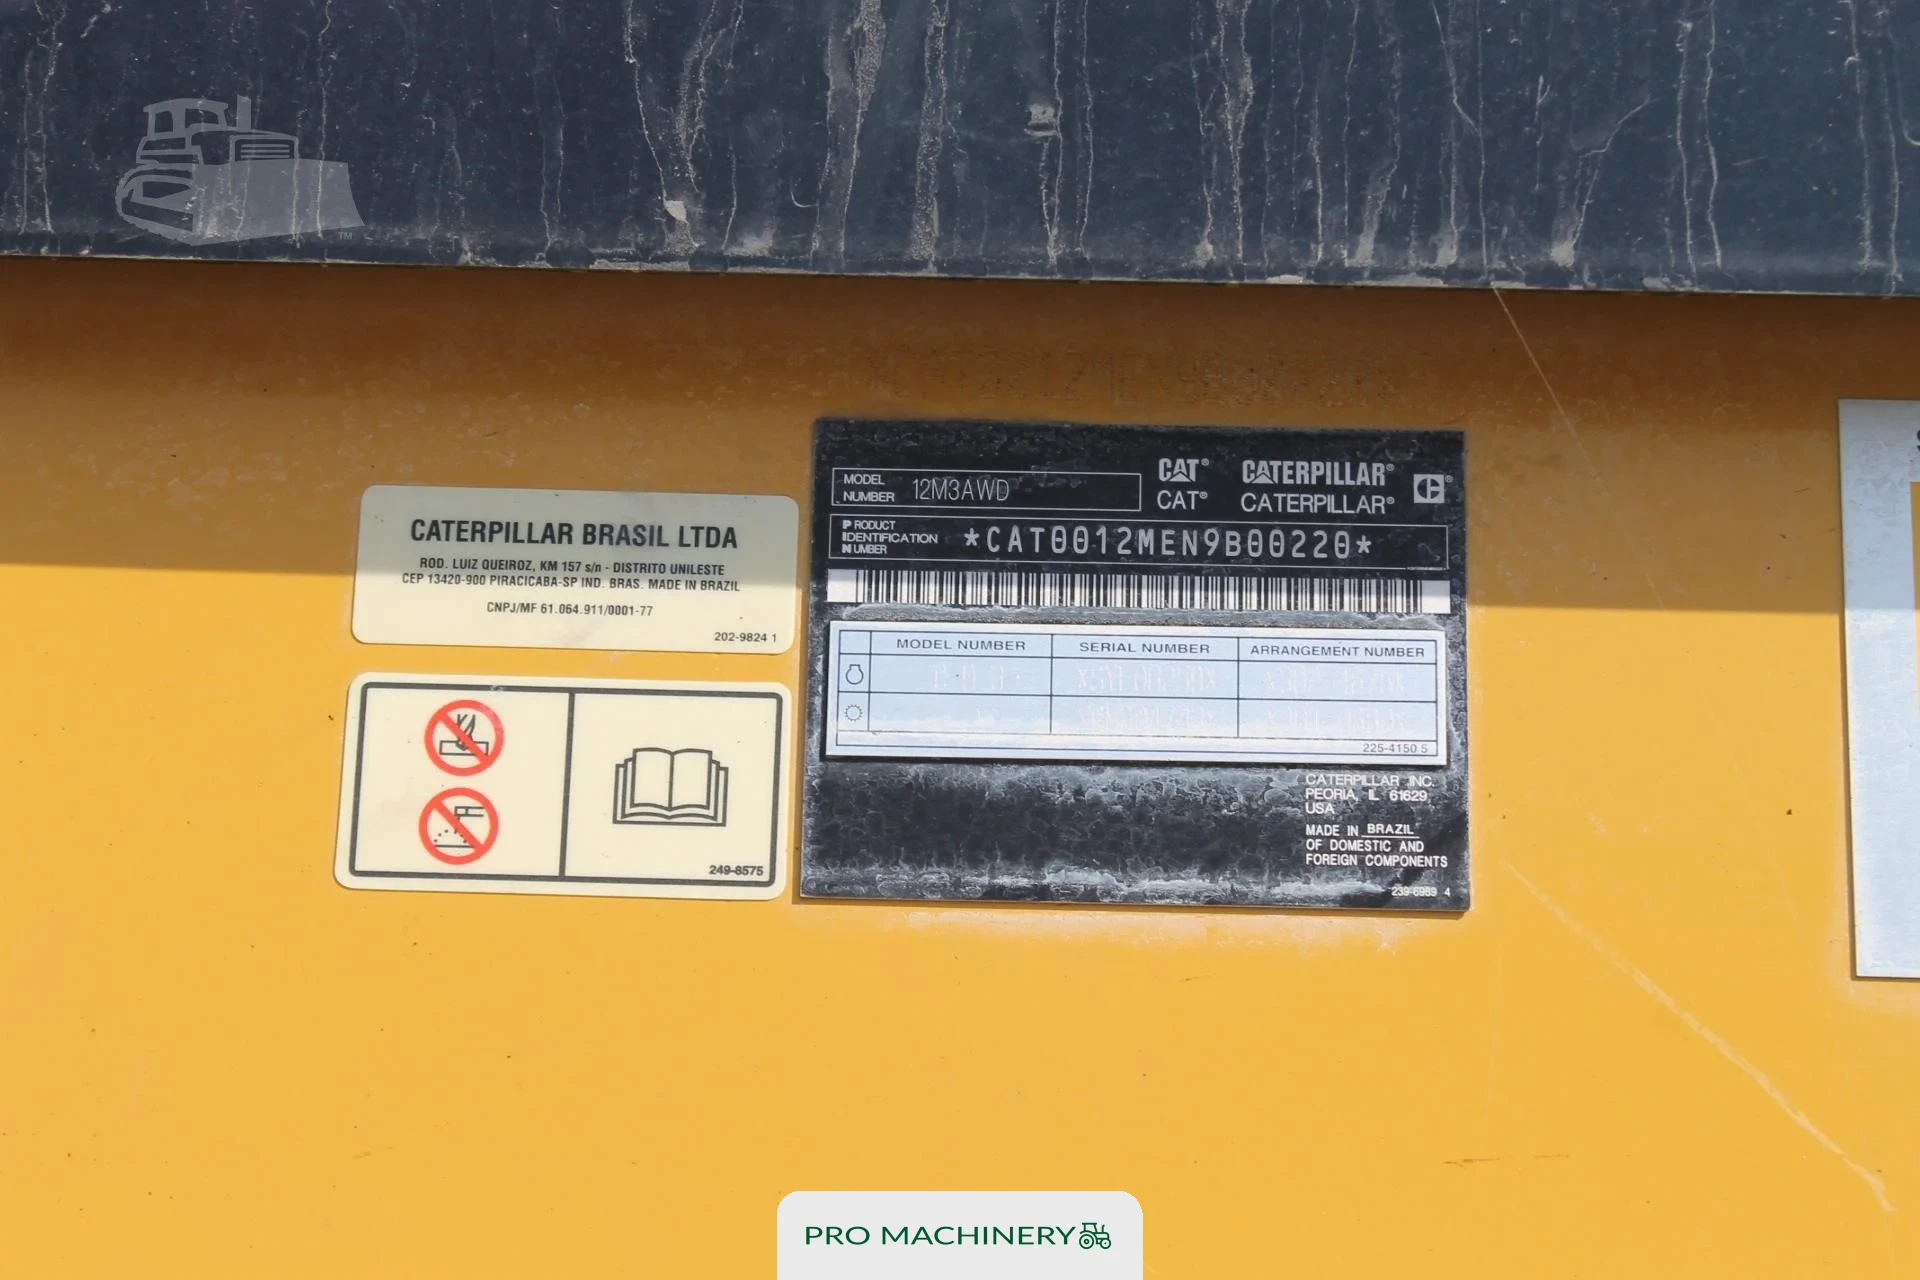 CATERPILLAR BRASIL LTDA
ROD. LUIZ QUEIROZ, KM 157 s/n - DISTRITO UNILESTE
CEP 13420-900 PIRACICABA-SP IND. BRAS. MADE IN BRAZIL
CNPJ/MF 61.064.911/0001-77
202-9824 1
249-8575
MODEL NUMBER 12M3AWD
CAT® CATERPILLAR®
CAT® CATERPILLAR®
PRODUCT IDENTIFICATION NUMBER *CAT0012MEN9B00220*
MODEL NUMBER SERIAL NUMBER ARRANGEMENT NUMBER
225-4150 5
CATERPILLAR INC.
PEORIA, IL 61629
USA
MADE IN BRAZIL
OF DOMESTIC AND
FOREIGN COMPONENTS
239-6989 4
PRO MACHINERY
TM